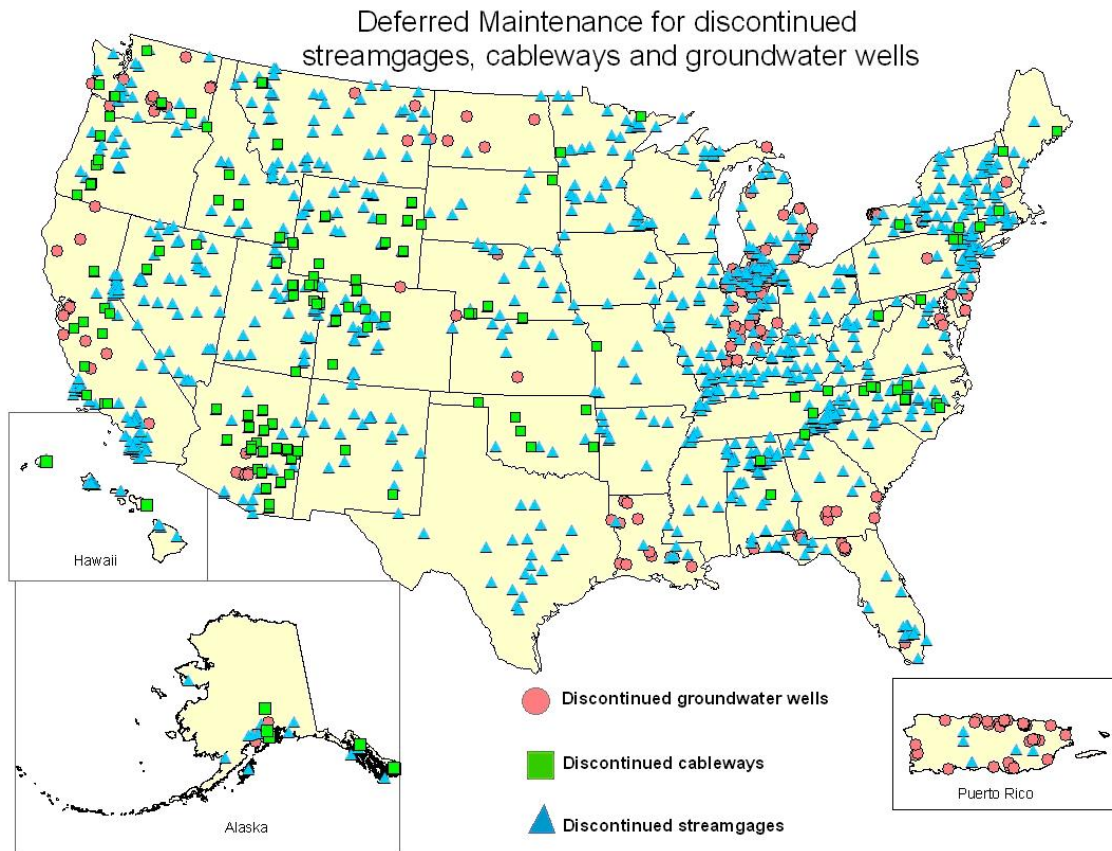 Deferred Maintenance for discontinued
streamgages, cableways and groundwater wells
Hawaii
Alaska
Discontinued groundwater wells
Discontinued cableways
Discontinued streamgages
Puerto Rico